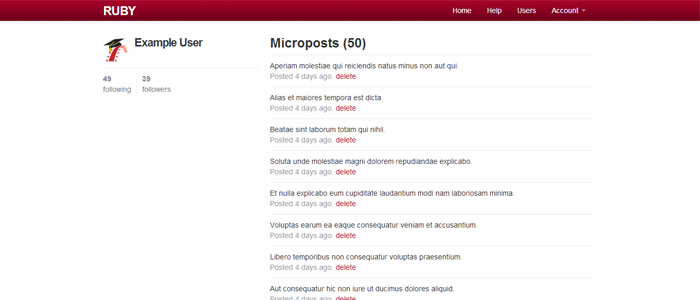 RUBY Home Help Users Account
Example User
49 39
following followers
Microposts (50)
Aperiam molestiae qui reiciendis natus minus non aut qui.
Posted 4 days ago. delete
Alias et maiores tempora est dicta.
Posted 4 days ago. delete
Beatae sint laborum totam qui nihil.
Posted 4 days ago. delete
Soluta unde molestiae magni dolorem repudiandae explicabo.
Posted 4 days ago. delete
Et nulla explicabo eum cupiditate laudantium modi nam laboriosam minima.
Posted 4 days ago. delete
Voluptas earum ea eaque consequatur veniam et accusantium.
Posted 4 days ago. delete
Libero temporibus non consequatur voluptas praesentium.
Posted 4 days ago. delete
Aut consequatur hic non iure ut ducimus dolores aliquid.
Posted 4 days ago. delete